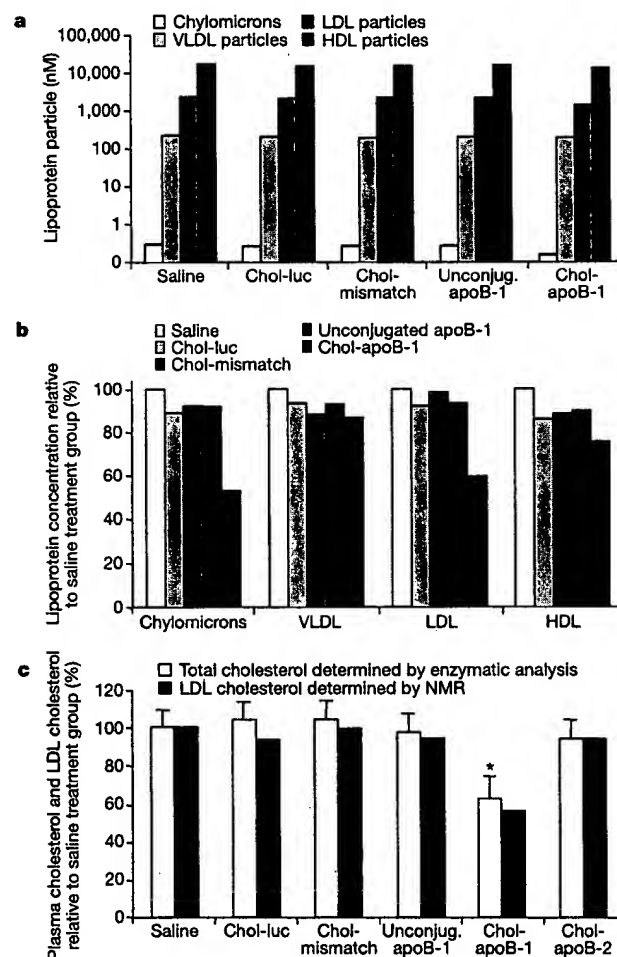 a
Chylomicrons LDL particles
VLDL particles HDL particles
Lipoprotein particle (nM)
100,000
10,000
1,000
100
10
1
0
Saline Chol-luc Chol-mismatch Unconjug. apoB-1 Chol-apoB-1
b
Saline Unconjugated apoB-1
Chol-luc Chol-apoB-1
Chol-mismatch
Lipoprotein concentration relative
to saline treatment group (%)
100
80
60
40
20
0
Chylomicrons VLDL LDL HDL
c
Total cholesterol determined by enzymatic analysis
LDL cholesterol determined by NMR
Plasma cholesterol and LDL cholesterol
relative to saline treatment group (%)
120
100
80
60
40
20
0
*
Saline Chol-luc Chol-mismatch Unconjug. apoB-1 Chol-apoB-1 Chol-apoB-2